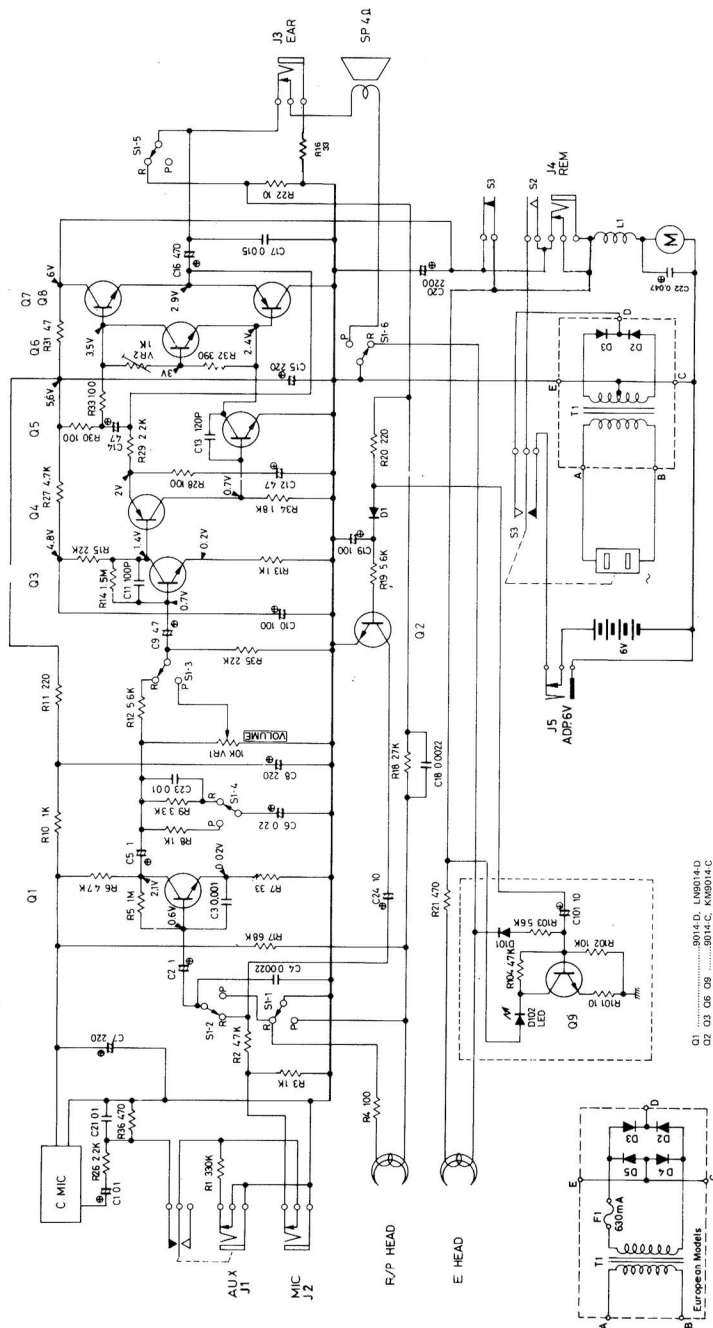 Q1
Q3
Q4
Q5
Q6
Q7
Q8
C MIC
C1 0.1
R26 2.2K
C21 01
R36 470
C7 220
R10 1K
R11 220
R6 4.7K
2.1V
C5 1
R5 1M
0.6V
C2 1
C3 0.001
0.02V
R7 33
R8 1K
R9 3.3K
C23 0.01
S1-4
R
P
C6 0.22
C8 220
R12 5.6K
VOLUME
10K VR1
R
P
S1-3
C9 4.7
R35 22K
4.8V
R15 22K
R14 1.5M
C11 100P
1.4V
0.7V
0.2V
R13 1K
C10 100
R27 4.7K
2V
R28 100
C12 47
0.7V
R34 1.8K
5.6V
R30 100
C14 47
R29 2.2K
C13 120P
R33 100
R31 47
.6V
3.5V
VR2 1K
3V
R32 390
2.4V
C15 220
2.9V
C16 470
C17 0.015
S1-5
R
P
R22 10
R16 33
J3
EAR
SP 4Ω
R17 68K
C4 0.0022
S1-2
P
R
S1-1
R
P
R2 4.7K
R3 1K
R1 330K
AUX
J1
MIC
J2
R4 100
R/P HEAD
E HEAD
C24 10
Q2
R19 5.6K
C19 100
D1
R20 220
R18 27K
C18 0.0022
P
R
S1-6
2200
C20
S3
S2
J4
REM
L1
M
C22 0.047
R21 470
D101
R103 5.6K
C101 10
R104 47K
D102
LED
R102 10K
R101 10
Q9
S3
E
D
D3
D2
T1
A
B
C
~
6V
J5
ADP. 6V
E
D
D3
D2
D5
D4
F1
630mA
T1
A
B
C
European Models
Q1 ..............9014-D, LN9014-D
Q2 Q3 Q6 Q9 ........9014-C, KM9014-C